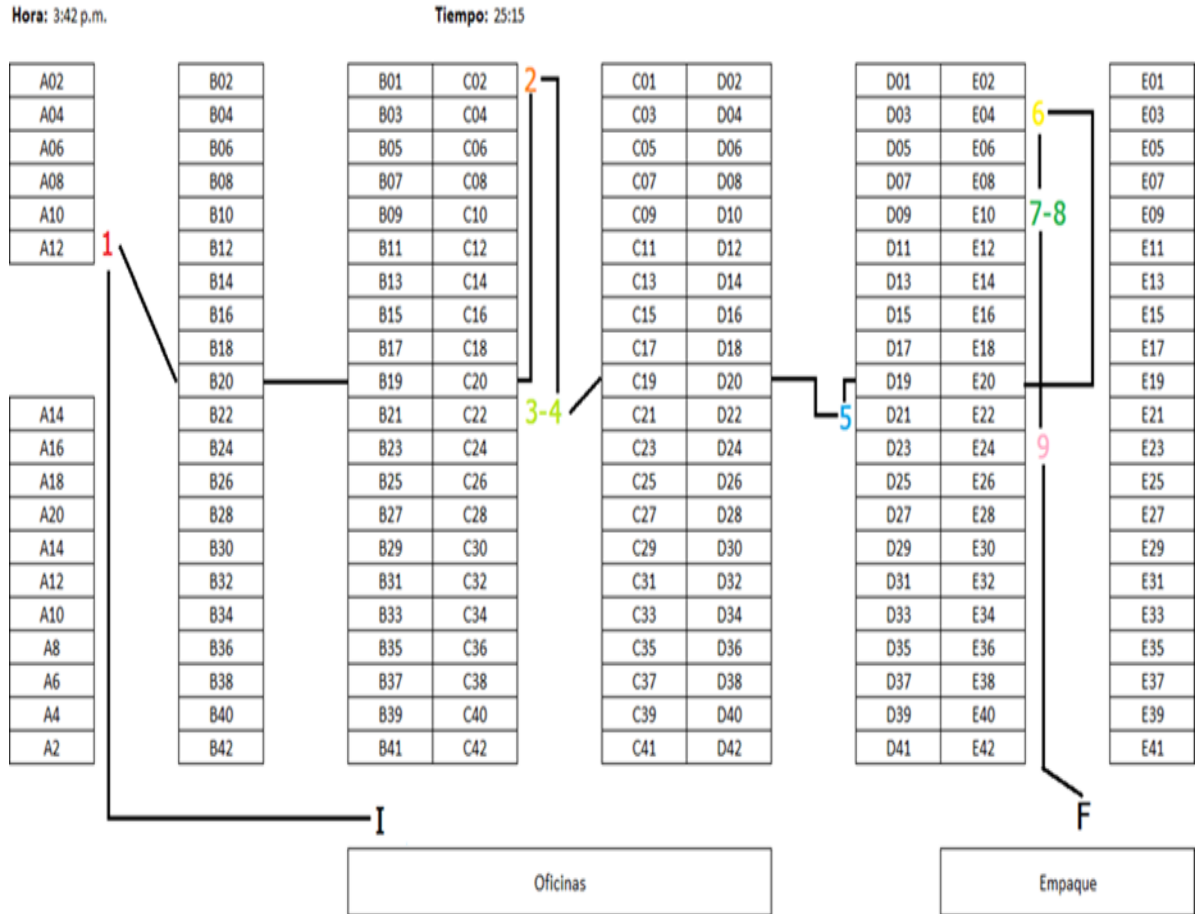 Hora: 3:42 p.m. Tiempo: 25:15
A02 B02 B01 C02 2 C01 D02 D01 E02 E01
A04 B04 B03 C04 C03 D04 D03 E04 6 E03
A06 B06 B05 C06 C05 D06 D05 E06 E05
A08 B08 B07 C08 C07 D08 D07 E08 E07
A10 B10 B09 C10 C09 D10 D09 E10 7-8 E09
A12 1 B12 B11 C12 C11 D12 D11 E12 E11
B14 B13 C14 C13 D14 D13 E14 E13
B16 B15 C16 C15 D16 D15 E16 E15
B18 B17 C18 C17 D18 D17 E18 E17
B20 B19 C20 C19 D20 D19 E20 E19
A14 B22 B21 C22 3-4 C21 D22 5 D21 E22 E21
A16 B24 B23 C24 C23 D24 D23 E24 9 E23
A18 B26 B25 C26 C25 D26 D25 E26 E25
A20 B28 B27 C28 C27 D28 D27 E28 E27
A14 B30 B29 C30 C29 D30 D29 E30 E29
A12 B32 B31 C32 C31 D32 D31 E32 E31
A10 B34 B33 C34 C33 D34 D33 E34 E33
A8 B36 B35 C36 C35 D36 D35 E36 E35
A6 B38 B37 C38 C37 D38 D37 E38 E37
A4 B40 B39 C40 C39 D40 D39 E40 E39
A2 B42 B41 C42 C41 D42 D41 E42 E41
I F
Oficinas Empaque